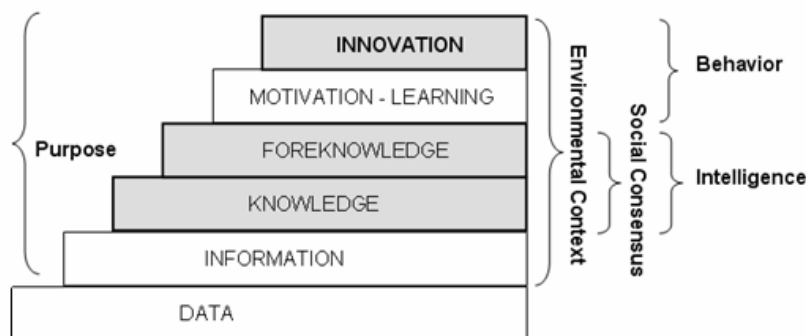 INNOVATION
MOTIVATION - LEARNING
FOREKNOWLEDGE
KNOWLEDGE
INFORMATION
DATA
Purpose
Environmental Context
Social Consensus
Behavior
Intelligence